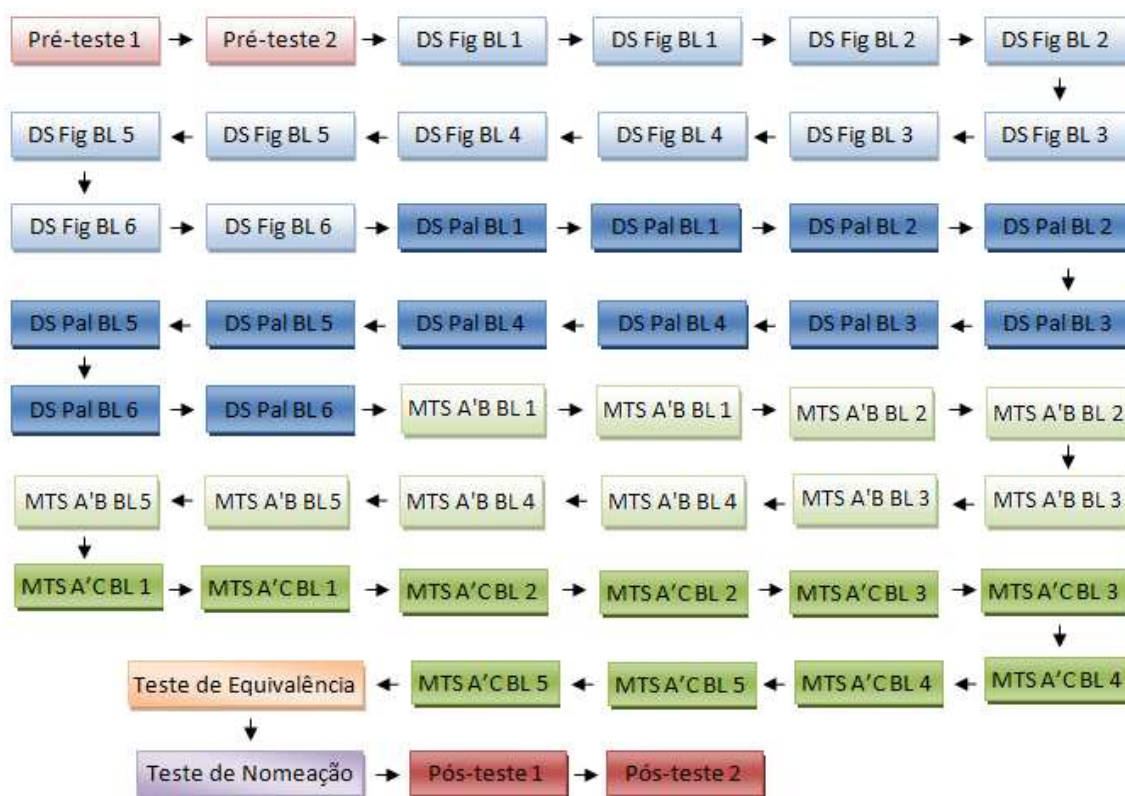 Pré-teste 1
Pré-teste 2
DS Fig BL 1
DS Fig BL 1
DS Fig BL 2
DS Fig BL 2
DS Fig BL 3
DS Fig BL 3
DS Fig BL 4
DS Fig BL 4
DS Fig BL 5
DS Fig BL 5
DS Fig BL 6
DS Fig BL 6
DS Pal BL 1
DS Pal BL 1
DS Pal BL 2
DS Pal BL 2
DS Pal BL 3
DS Pal BL 3
DS Pal BL 4
DS Pal BL 4
DS Pal BL 5
DS Pal BL 5
DS Pal BL 6
DS Pal BL 6
MTS A'B BL 1
MTS A'B BL 1
MTS A'B BL 2
MTS A'B BL 2
MTS A'B BL 3
MTS A'B BL 3
MTS A'B BL 4
MTS A'B BL 4
MTS A'B BL 5
MTS A'B BL 5
MTS A'C BL 1
MTS A'C BL 1
MTS A'C BL 2
MTS A'C BL 2
MTS A'C BL 3
MTS A'C BL 3
MTS A'C BL 4
MTS A'C BL 4
MTS A'C BL 5
MTS A'C BL 5
Teste de Equivalência
Teste de Nomeação
Pós-teste 1
Pós-teste 2